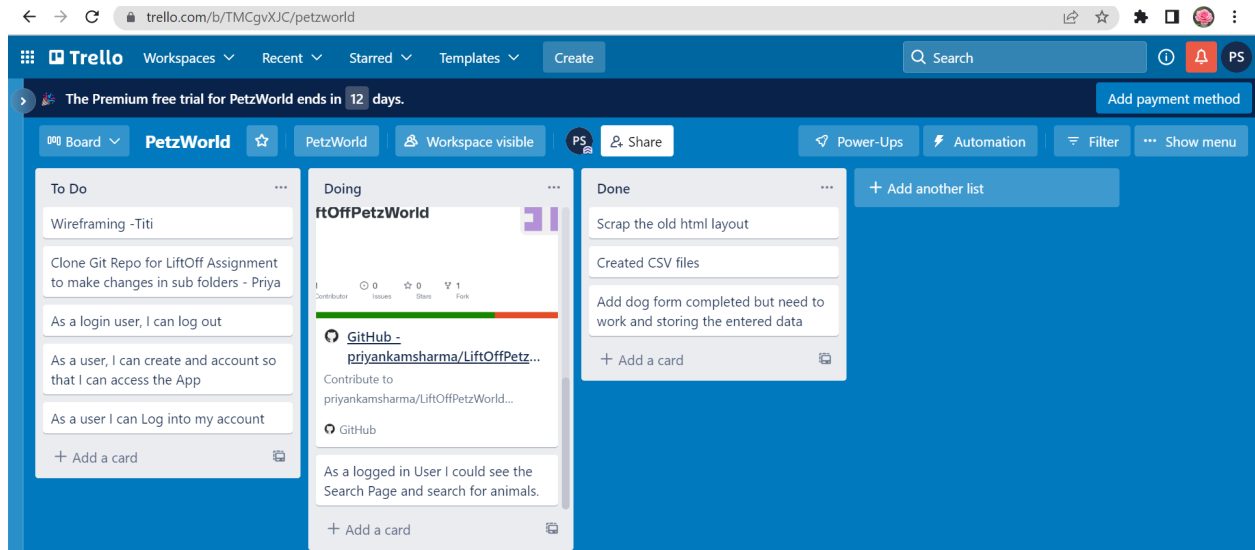 trello.com/b/TMCgvXJC/petzworld
Trello Workspaces Recent Starred Templates Create Search PS
The Premium free trial for PetzWorld ends in 12 days. Add payment method
Board PetzWorld PetzWorld Workspace visible PS Share Power-Ups Automation Filter Show menu
To Do
Wireframing -Titi
Clone Git Repo for LiftOff Assignment
to make changes in sub folders - Priya
As a login user, I can log out
As a user, I can create and account so
that I can access the App
As a user I can Log into my account
+ Add a card
Doing
ftOffPetzWorld
1 0 0 1
Contributor Issues Stars Fork
GitHub -
priyankamsharma/LiftOffPetz...
Contribute to
priyankamsharma/LiftOffPetzWorld...
GitHub
As a logged in User I could see the
Search Page and search for animals.
+ Add a card
Done
Scrap the old html layout
Created CSV files
Add dog form completed but need to
work and storing the entered data
+ Add a card
+ Add another list